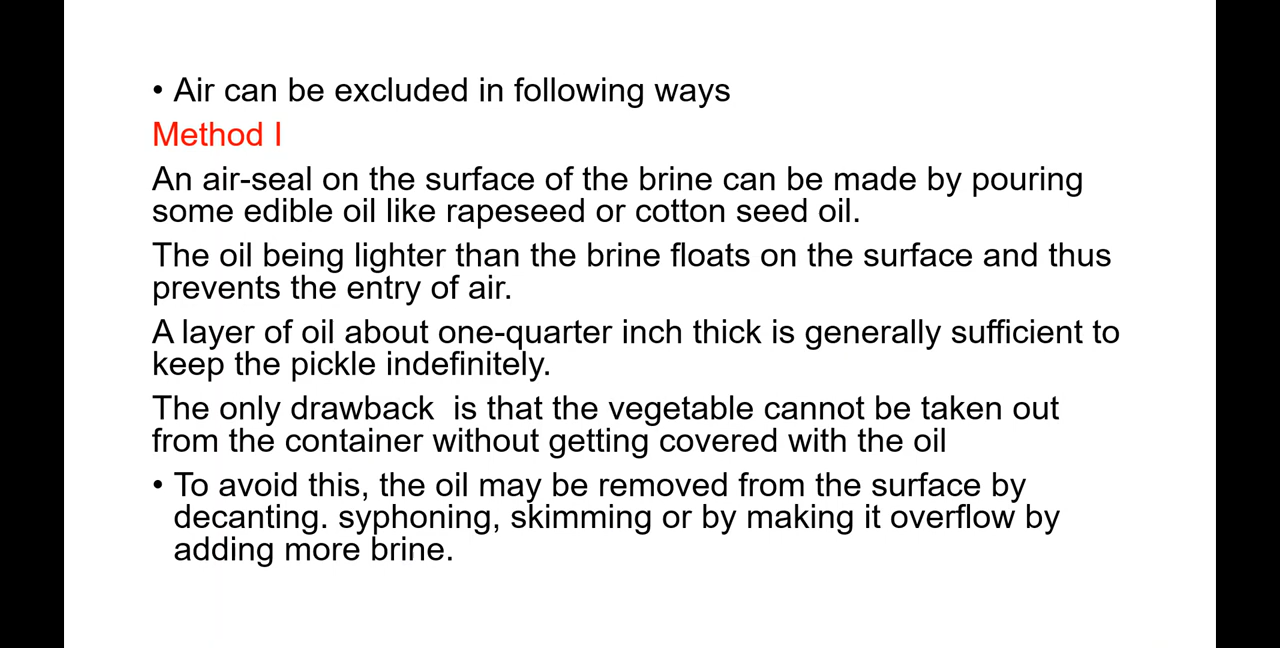 • Air can be excluded in following ways
Method I
An air-seal on the surface of the brine can be made by pouring
some edible oil like rapeseed or cotton seed oil.
The oil being lighter than the brine floats on the surface and thus
prevents the entry of air.
A layer of oil about one-quarter inch thick is generally sufficient to
keep the pickle indefinitely.
The only drawback  is that the vegetable cannot be taken out
from the container without getting covered with the oil
• To avoid this, the oil may be removed from the surface by
decanting. syphoning, skimming or by making it overflow by
adding more brine.